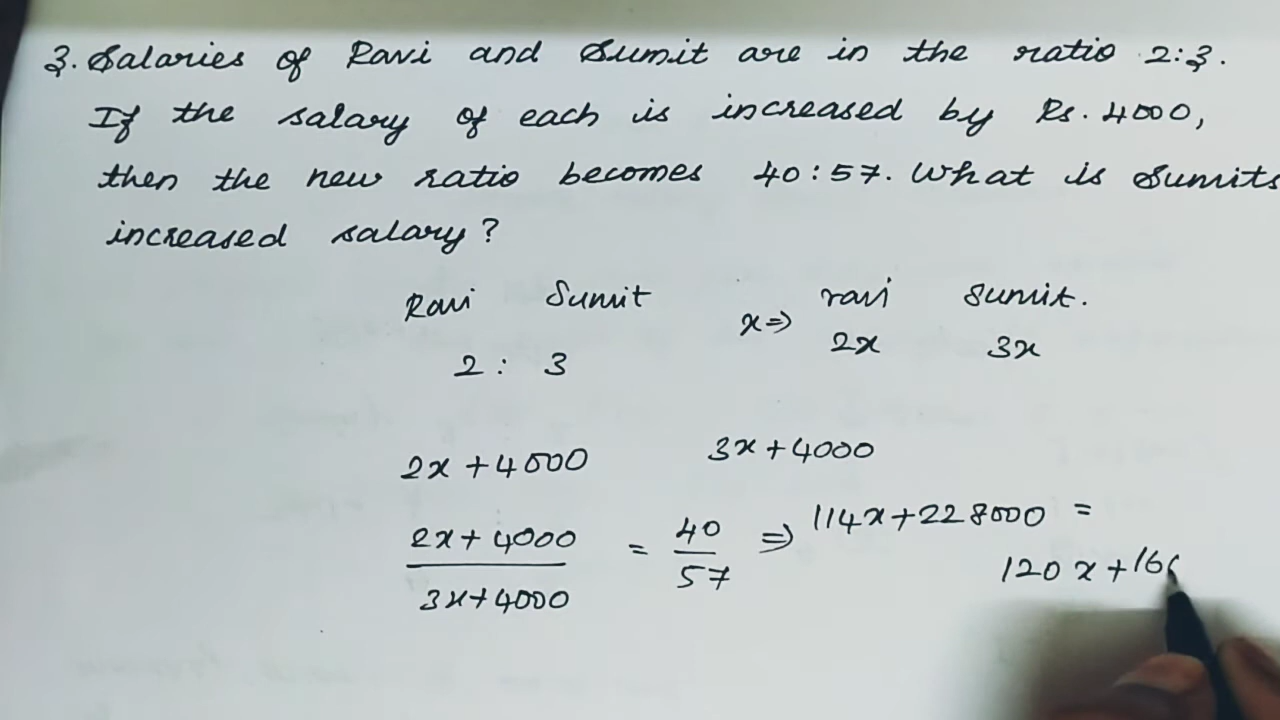 3. Salaries of Ravi and Sumit are in the ratio 2:3.
If the salary of each is increased by Rs. 4000,
then the new ratio becomes 40:57. What is Sumits
increased salary?
Ravi Sumit
2 : 3
x ⇒ ravi sumit.
2x 3x
2x + 4000 3x + 4000
2x + 4000 / 3x + 4000 = 40 / 57 ⇒ 114x + 228000 =
120x + 160